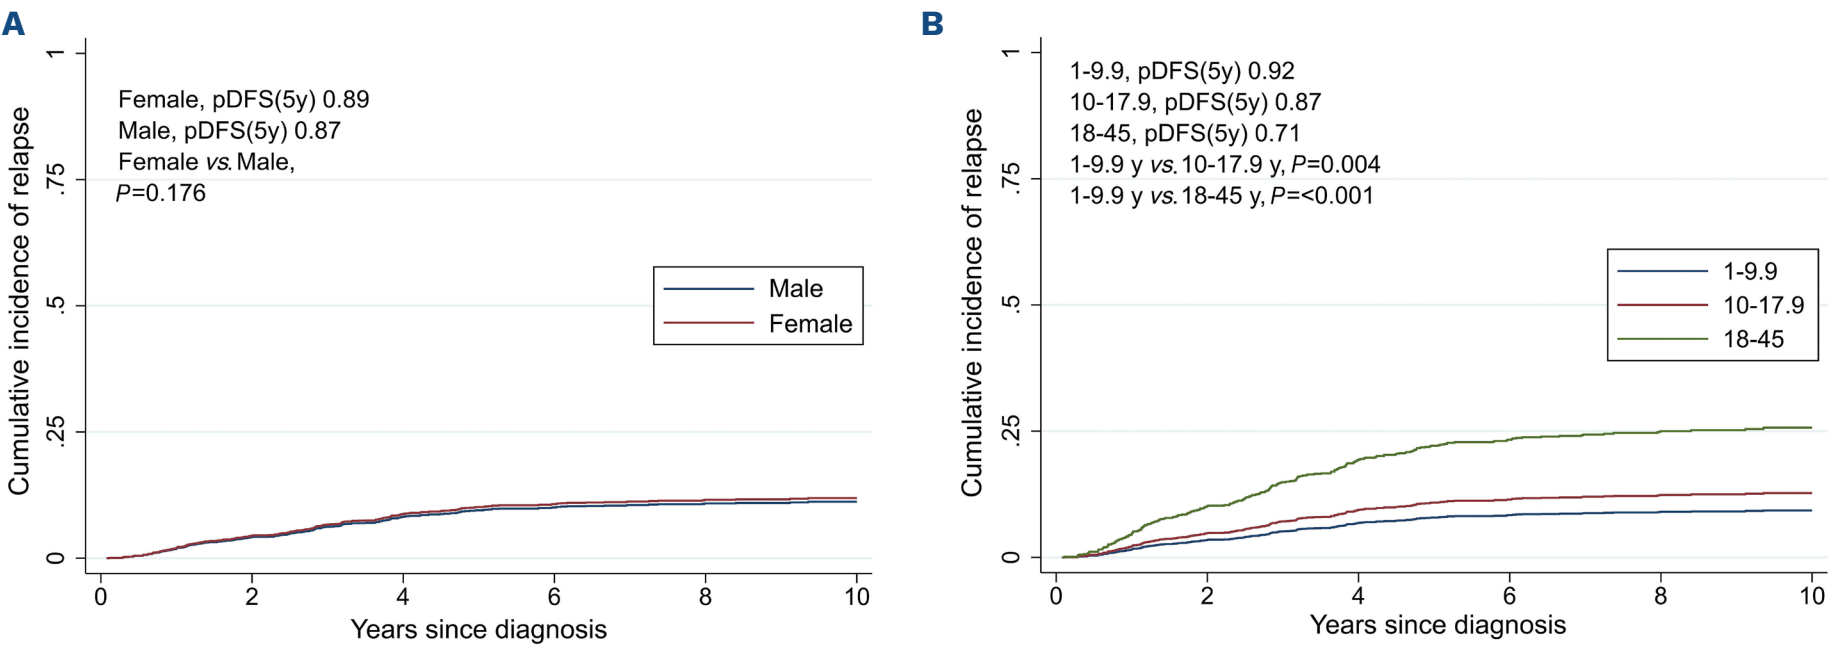 A
Cumulative incidence of relapse
1
.75
.5
.25
0
Female, pDFS(5y) 0.89
Male, pDFS(5y) 0.87
Female vs. Male,
P=0.176
Male
Female
0 2 4 6 8 10
Years since diagnosis
B
Cumulative incidence of relapse
1
.75
.5
.25
0
1-9.9, pDFS(5y) 0.92
10-17.9, pDFS(5y) 0.87
18-45, pDFS(5y) 0.71
1-9.9 y vs. 10-17.9 y, P=0.004
1-9.9 y vs. 18-45 y, P=<0.001
1-9.9
10-17.9
18-45
0 2 4 6 8 10
Years since diagnosis